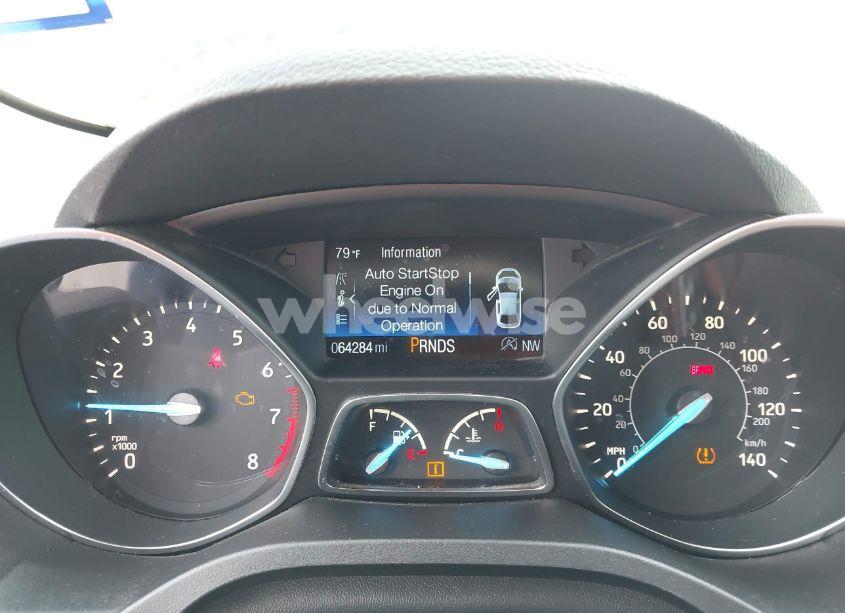 79 °F Information
Auto StartStop
Engine On
due to Normal
Operation
064284 mi PRNDS NW
wheelwise
0 1 2 3 4 5 6 7 8
rpm
x1000
F
E
C
H
i
0 20 40 60 80 100 120 140
MPH
0 20 40 60 80 100 120 140 160 180 200
km/h